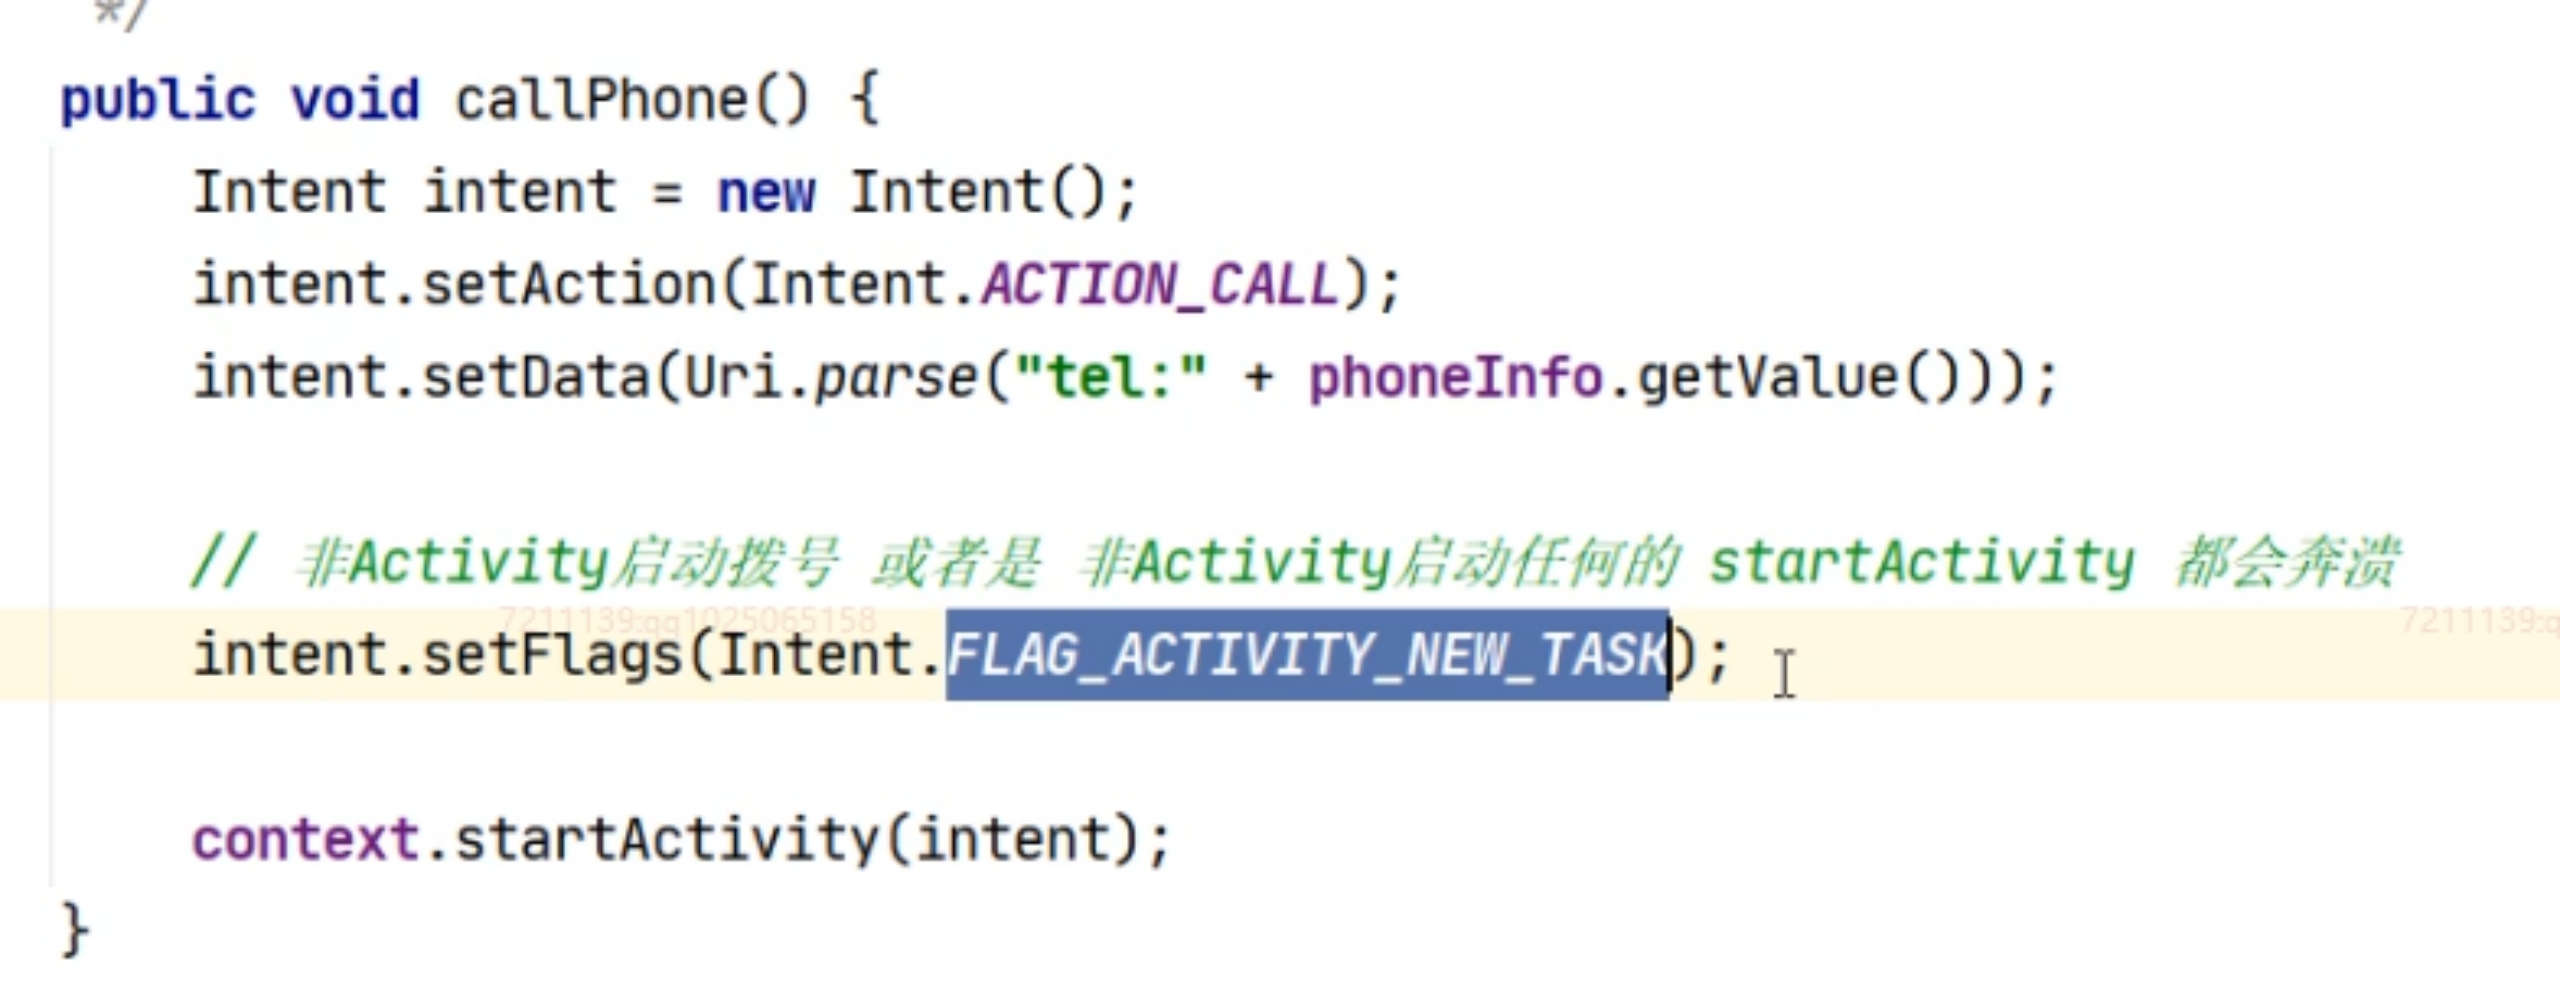 */
public void callPhone() {
Intent intent = new Intent();
intent.setAction(Intent.ACTION_CALL);
intent.setData(Uri.parse("tel:" + phoneInfo.getValue()));
// 非Activity启动拨号 或者是 非Activity启动任何的 startActivity 都会奔溃
7211139:qq1025065158
7211139:q
intent.setFlags(Intent.FLAG_ACTIVITY_NEW_TASK);
context.startActivity(intent);
}